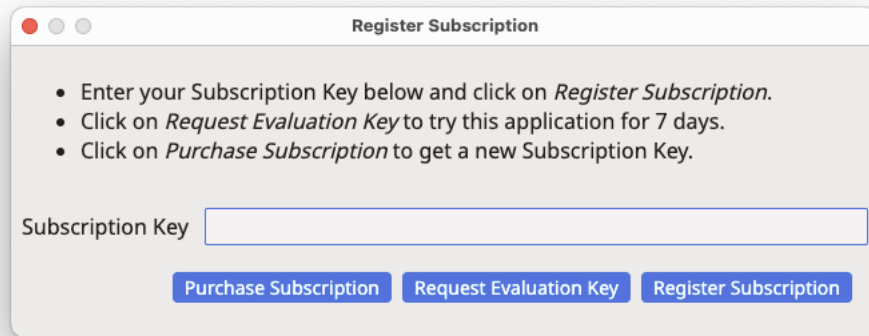 Register Subscription
• Enter your Subscription Key below and click on Register Subscription.
• Click on Request Evaluation Key to try this application for 7 days.
• Click on Purchase Subscription to get a new Subscription Key.
Subscription Key
Purchase Subscription Request Evaluation Key Register Subscription